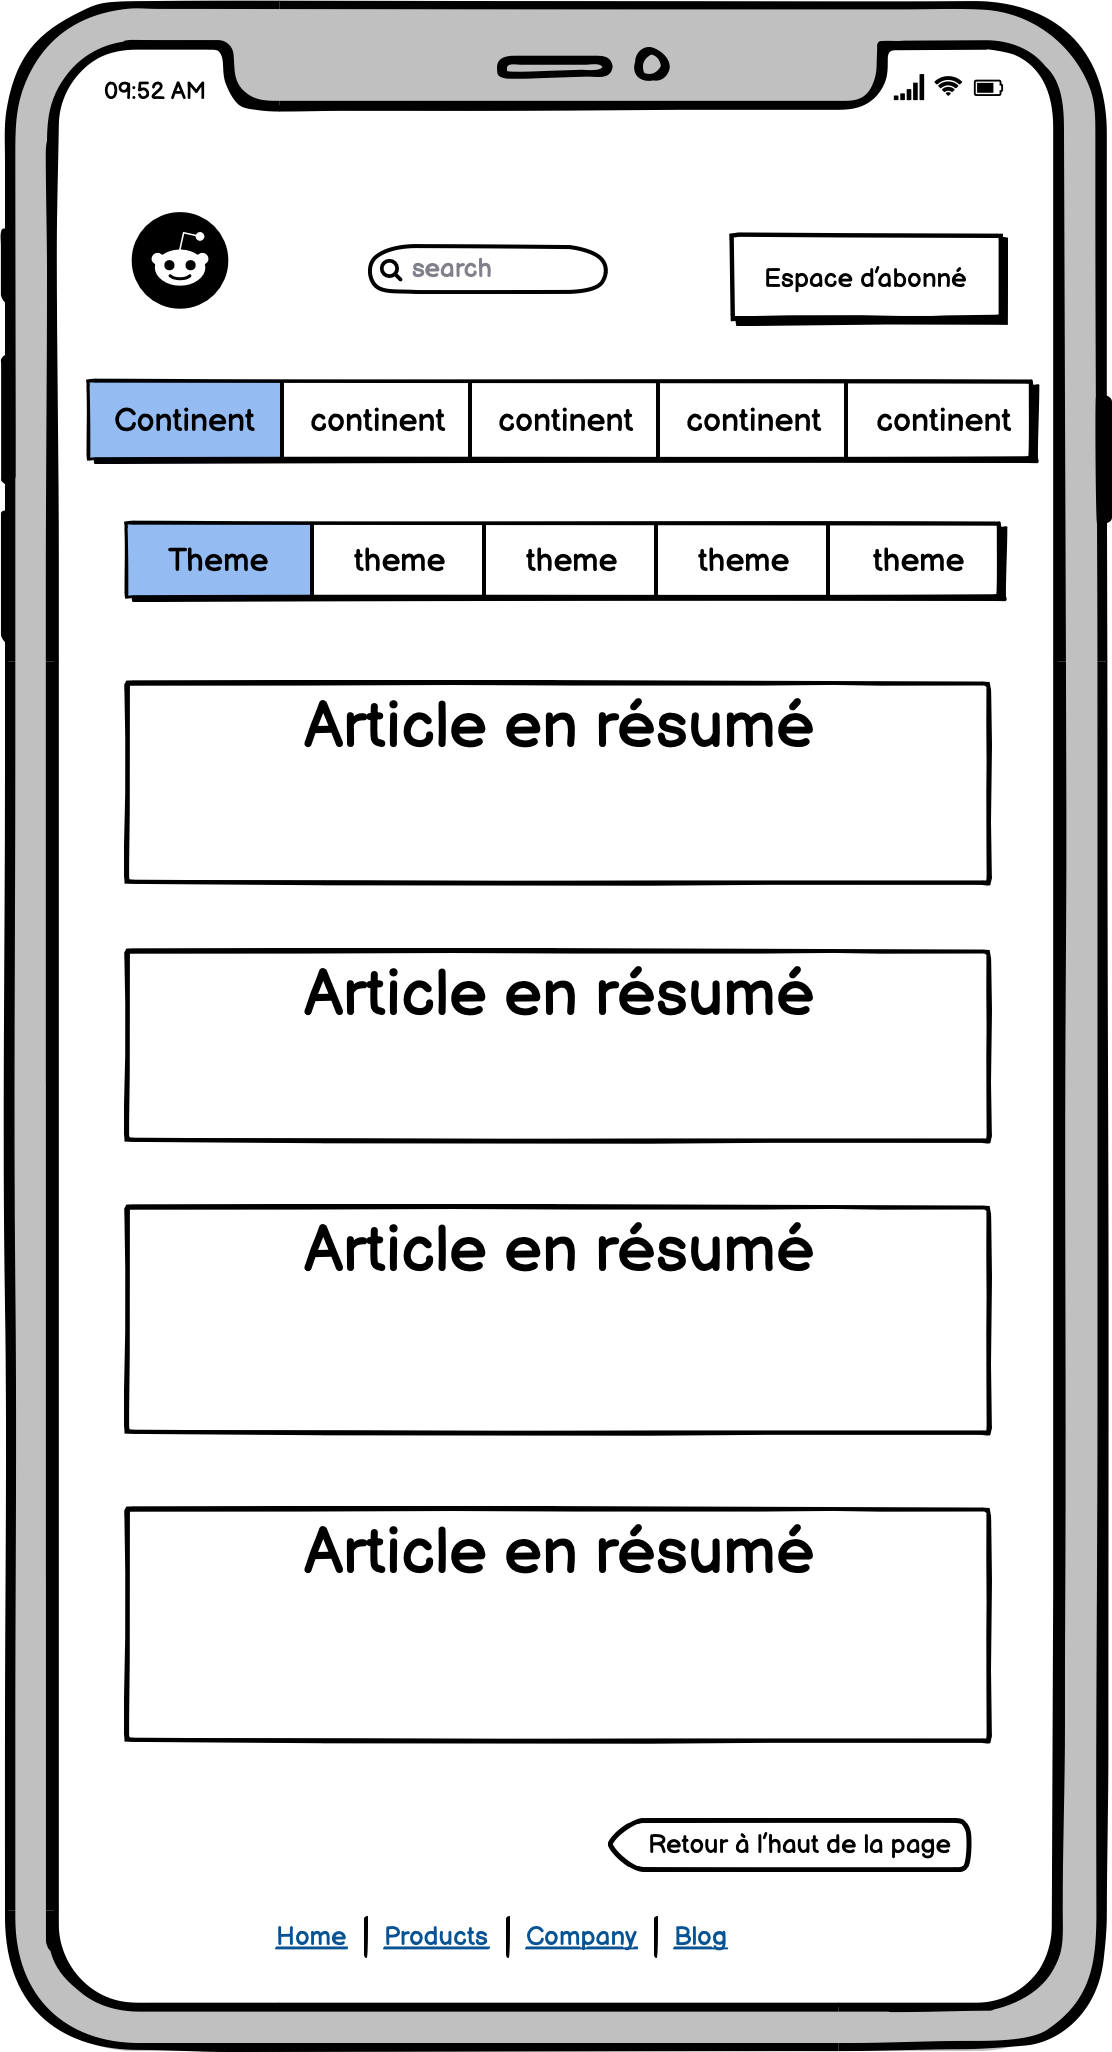 09:52 AM
search
Espace d'abonné
Continent continent continent continent continent
Theme theme theme theme theme
Article en résumé
Article en résumé
Article en résumé
Article en résumé
Retour à l'haut de la page
Home Products Company Blog